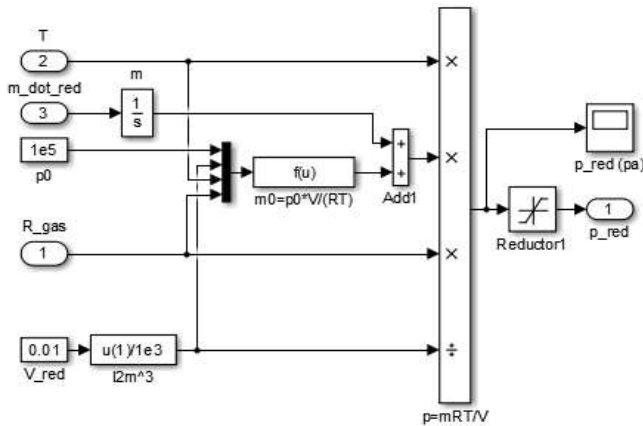 T
2
m_dot_red
m
3
1
s
1e5
p0
f(u)
m0=p0*V/(RT)
+
+
Add1
×
×
×
÷
p=mRT/V
R_gas
1
0.01
V_red
u(1)/1e3
l2m^3
p_red (pa)
Reductor1
1
p_red